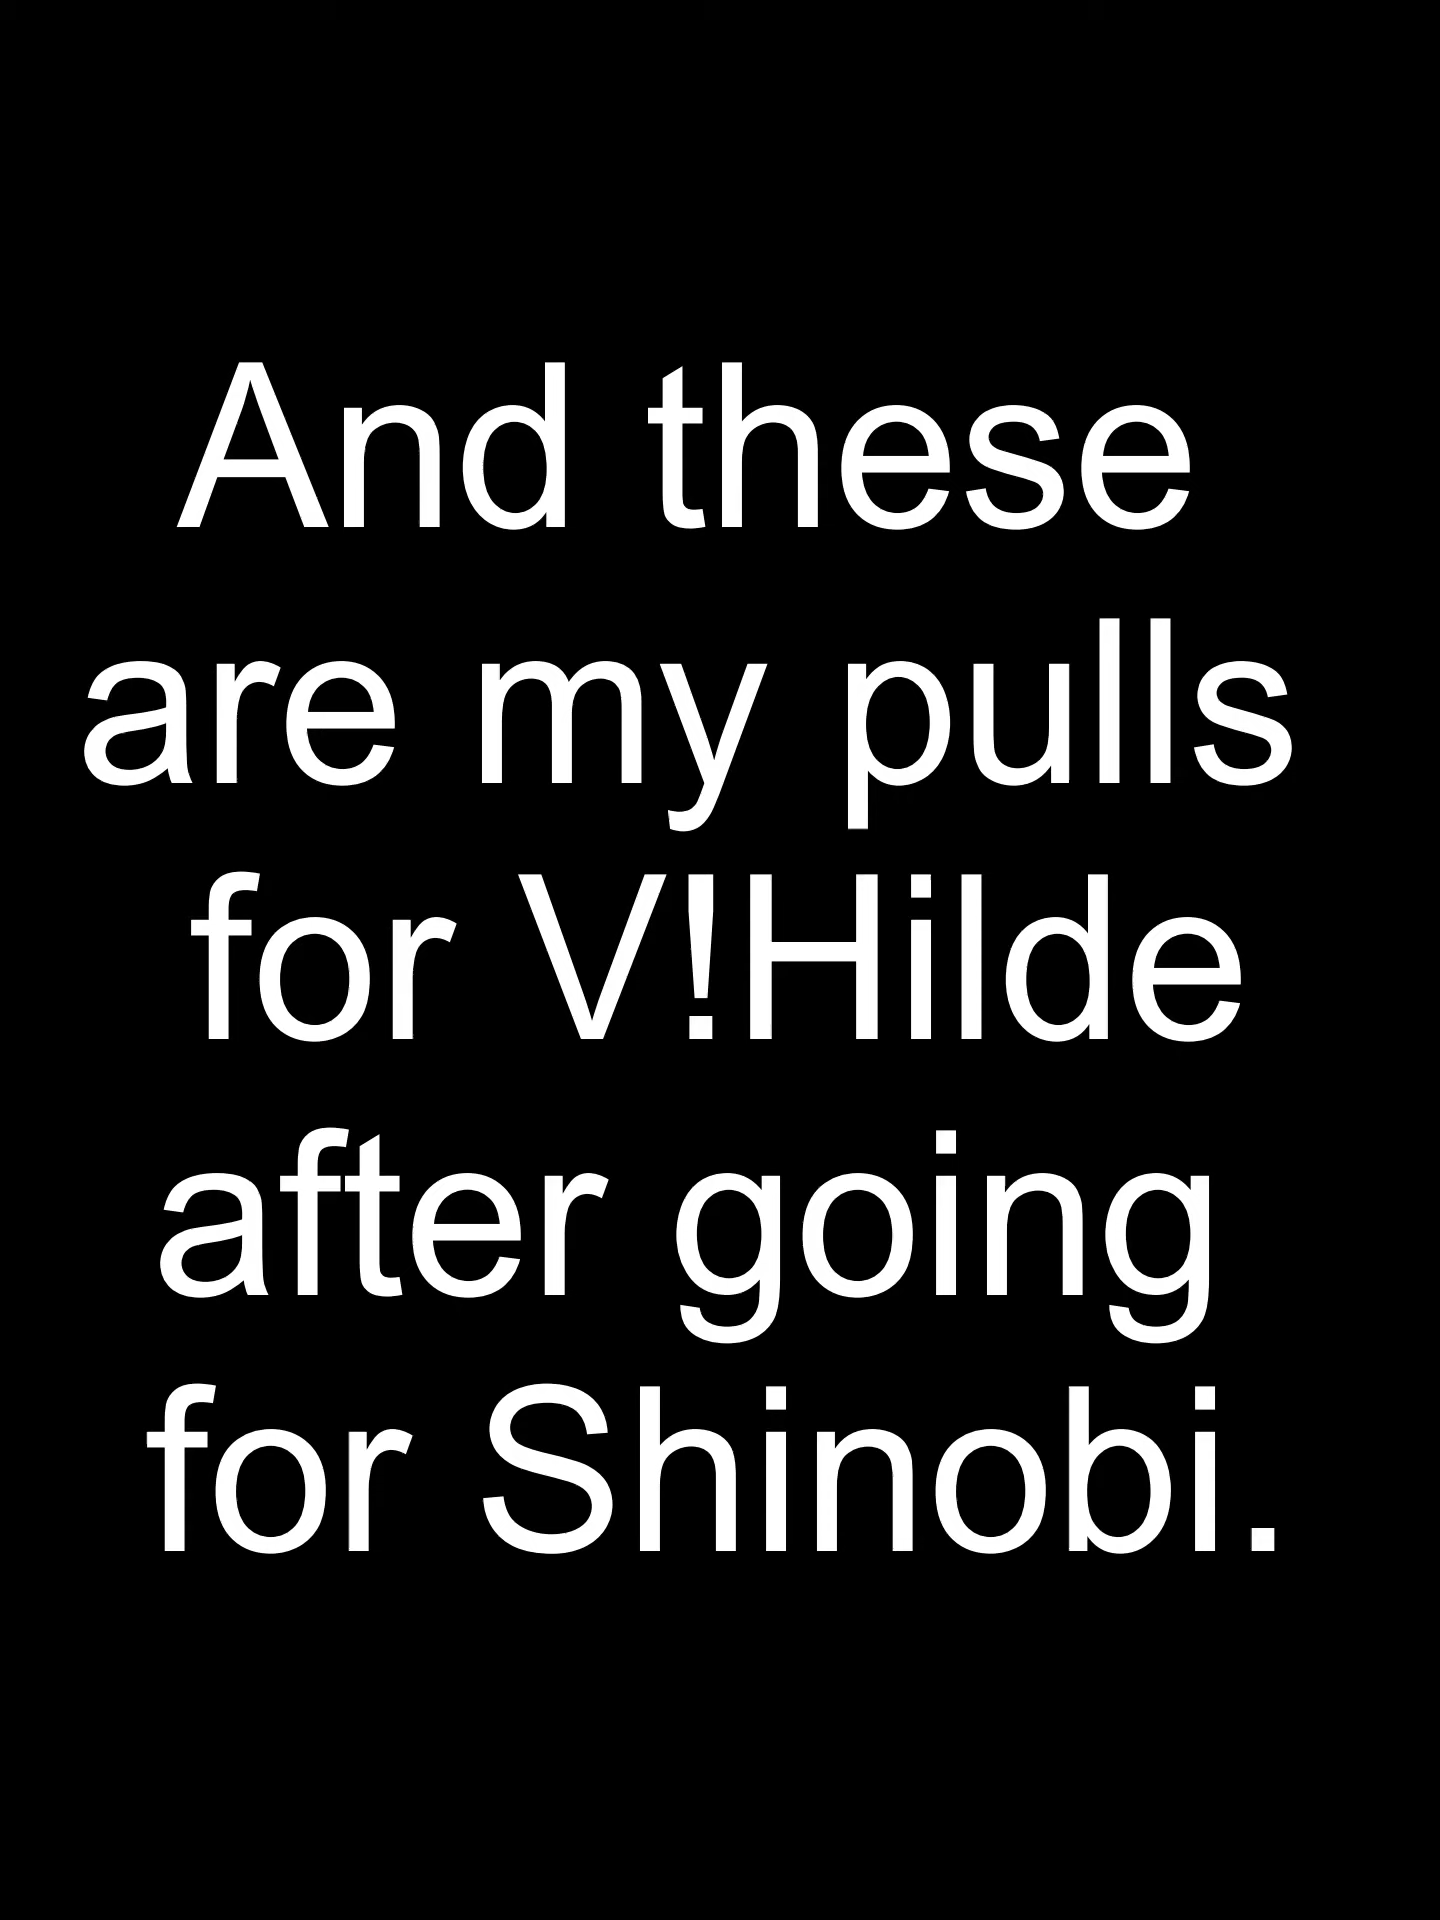 And these
are my pulls
for V!Hilde
after going
for Shinobi.